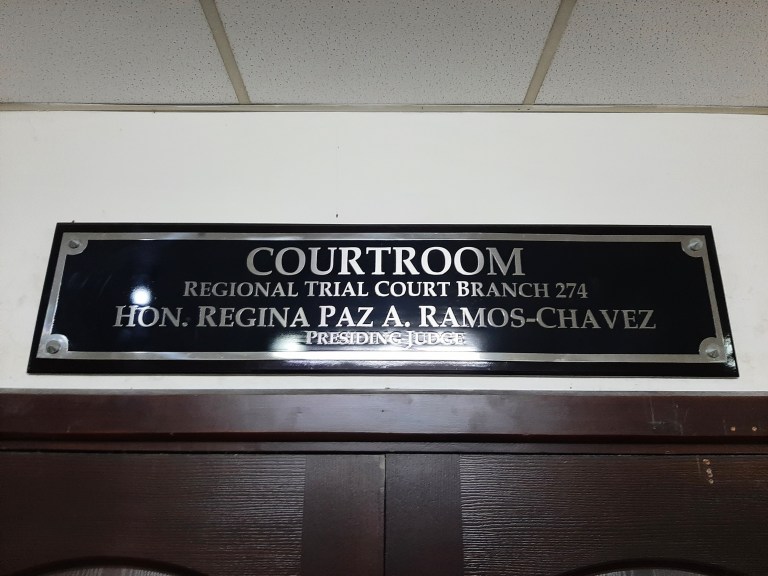 COURTROOM
REGIONAL TRIAL COURT BRANCH 274
HON. REGINA PAZ A. RAMOS-CHAVEZ
PRESIDING JUDGE